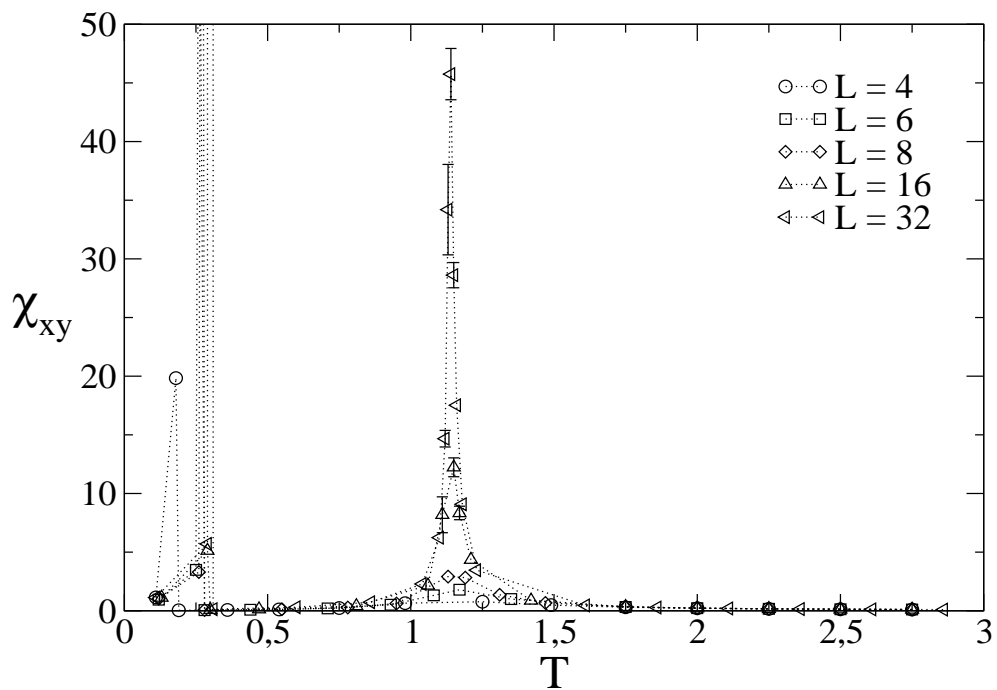 50
40
30
20
10
0
χxy
L = 4
L = 6
L = 8
L = 16
L = 32
0 0,5 1 1,5 2 2,5 3
T